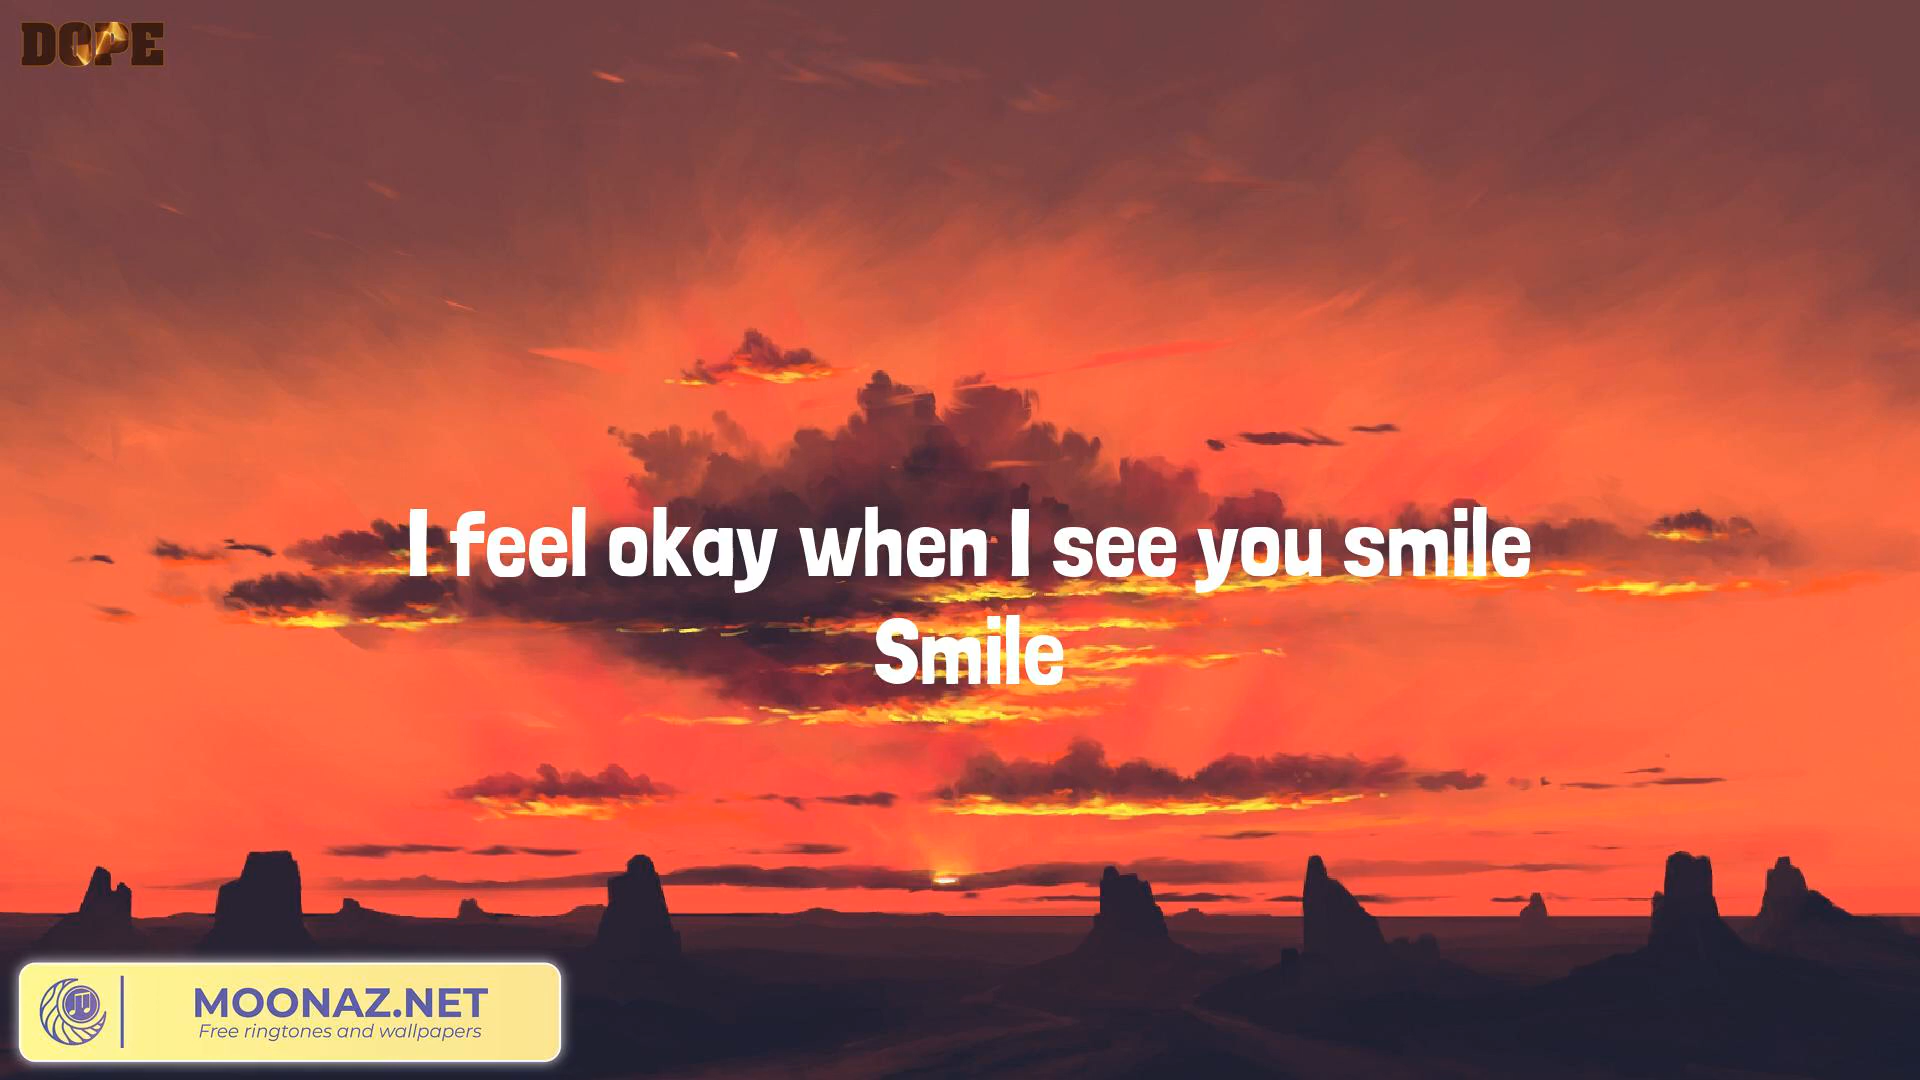 DOPE
I feel okay when I see you smile
Smile
MOONAZ.NET
Free ringtones and wallpapers